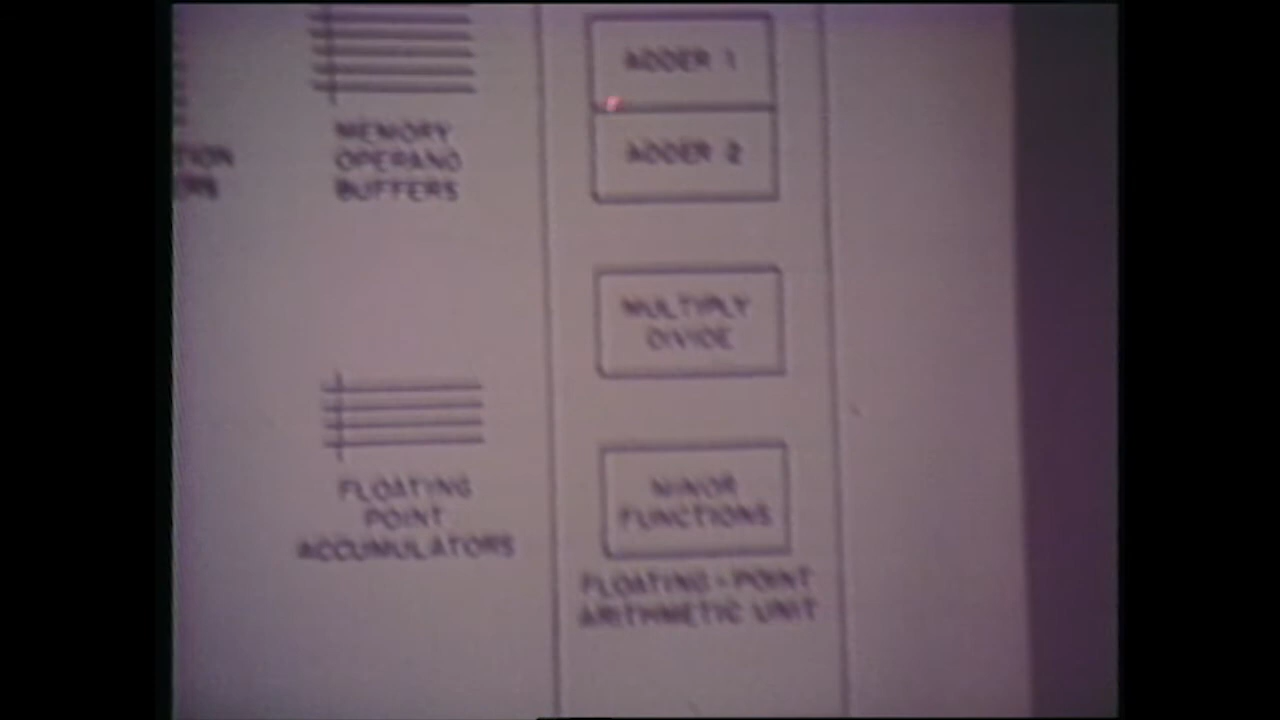 ADDER 1
ADDER 2
MEMORY
OPERAND
BUFFERS
MULTIPLY
DIVIDE
FLOATING
POINT
ACCUMULATORS
MINOR
FUNCTIONS
FLOATING-POINT
ARITHMETIC UNIT